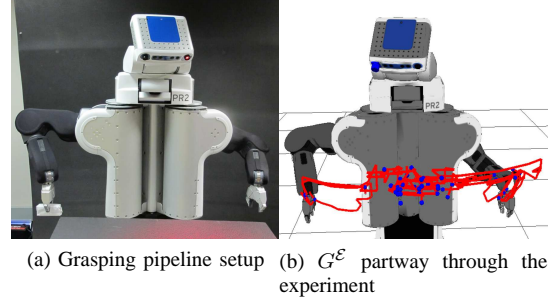 PR2
PR2
(a) Grasping pipeline setup
(b) G^ℰ partway through the
experiment